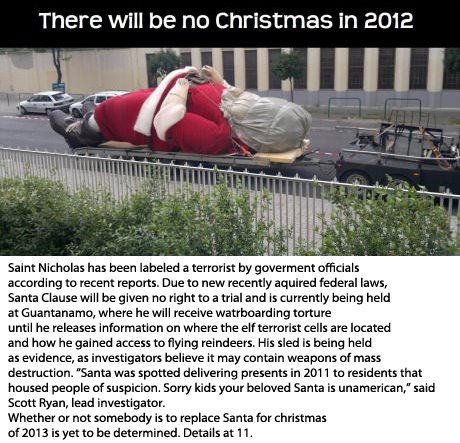 There will be no Christmas in 2012
Saint Nicholas has been labeled a terrorist by goverment officials
according to recent reports. Due to new recently aquired federal laws,
Santa Clause will be given no right to a trial and is currently being held
at Guantanamo, where he will receive watrboarding torture
until he releases information on where the elf terrorist cells are located
and how he gained access to flying reindeers. His sled is being held
as evidence, as investigators believe it may contain weapons of mass
destruction. "Santa was spotted delivering presents in 2011 to residents that
housed people of suspicion. Sorry kids your beloved Santa is unamerican," said
Scott Ryan, lead investigator.
Whether or not somebody is to replace Santa for christmas
of 2013 is yet to be determined. Details at 11.